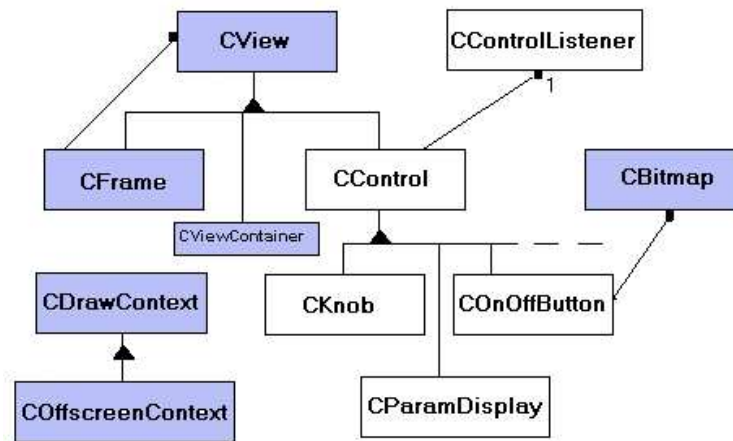 CView
CControlListener
1
CFrame
CControl
CBitmap
CViewContainer
CDrawContext
CKnob
COnOffButton
COffscreenContext
CParamDisplay